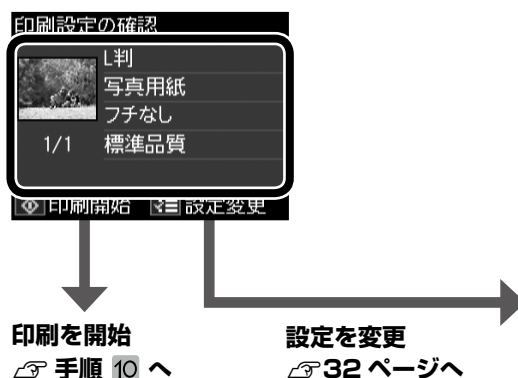 印刷設定の確認
L判
写真用紙
フチなし
1/1 標準品質
印刷開始 設定変更
印刷を開始
手順 10 へ
設定を変更
32 ページへ